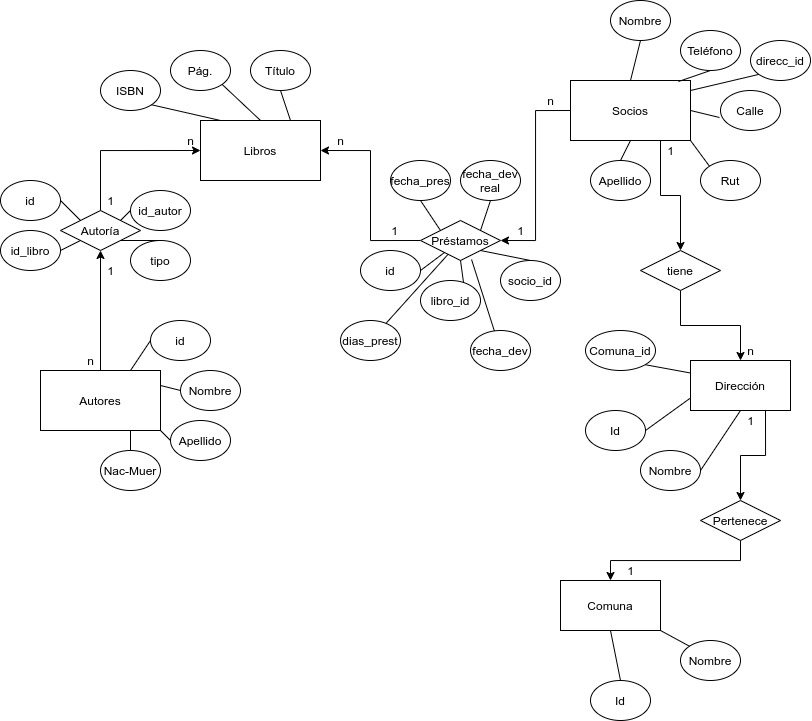 Nombre
Teléfono
direcc_id
Pág.
Título
ISBN
n
Socios
Calle
n
Libros
n
1
fecha_pres
fecha_dev
real
Apellido
Rut
id
1
id_autor
Autoría
1
Préstamos
1
id_libro
tipo
1
id
socio_id
tiene
libro_id
dias_prest
fecha_dev
id
n
Comuna_id
n
Dirección
Autores
Nombre
1
Id
Apellido
Nac-Muer
Nombre
Pertenece
1
Comuna
Nombre
Id